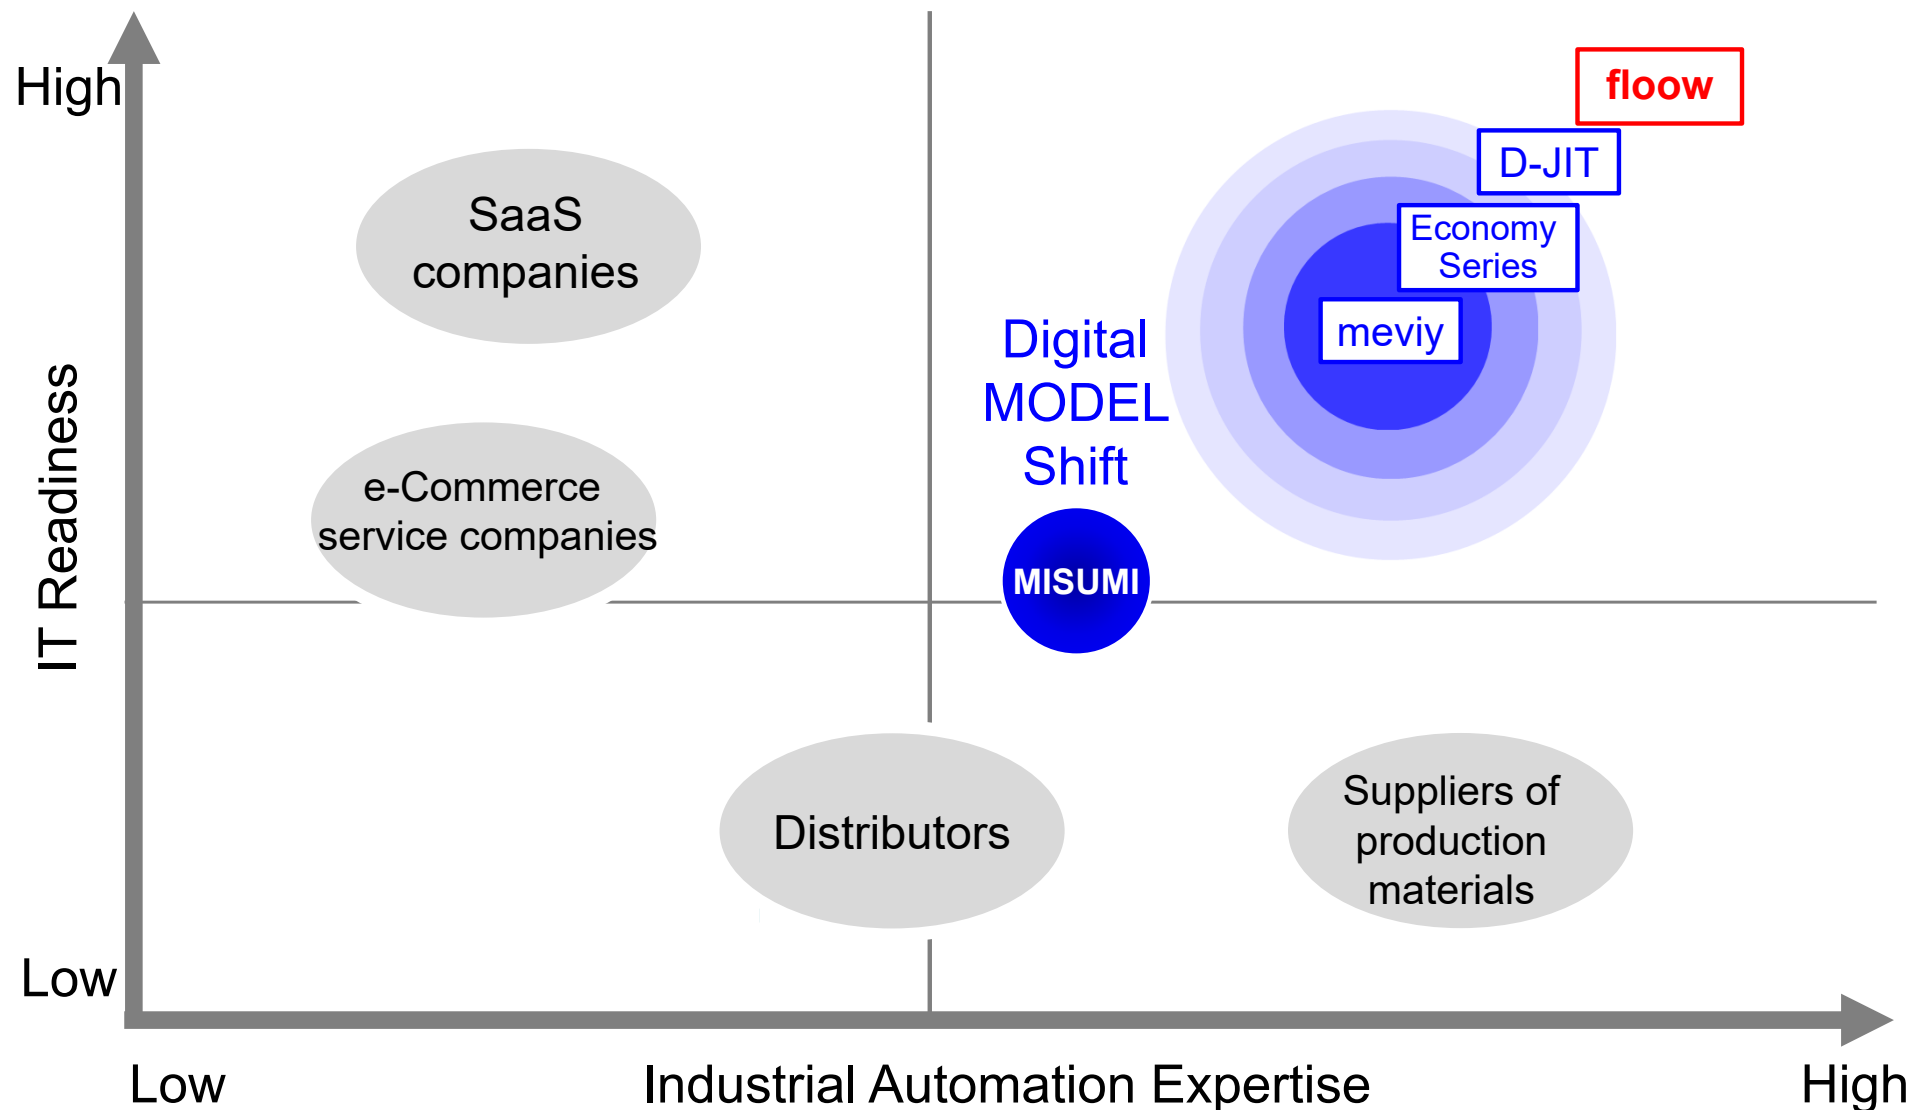 High
floow
D-JIT
SaaS
companies
Economy
Series
meviy
Digital
MODEL
Shift
IT Readiness
e-Commerce
service companies
MISUMI
Distributors
Suppliers of
production
materials
Low
Low
Industrial Automation Expertise
High